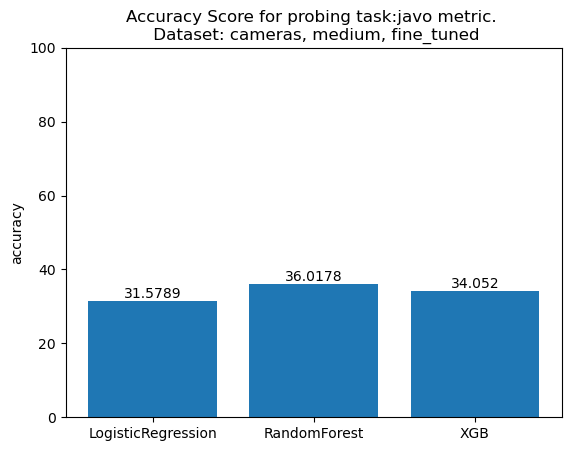 Accuracy Score for probing task:javo metric.
Dataset: cameras, medium, fine_tuned
accuracy
100
80
60
40
20
0
31.5789
36.0178
34.052
LogisticRegression
RandomForest
XGB